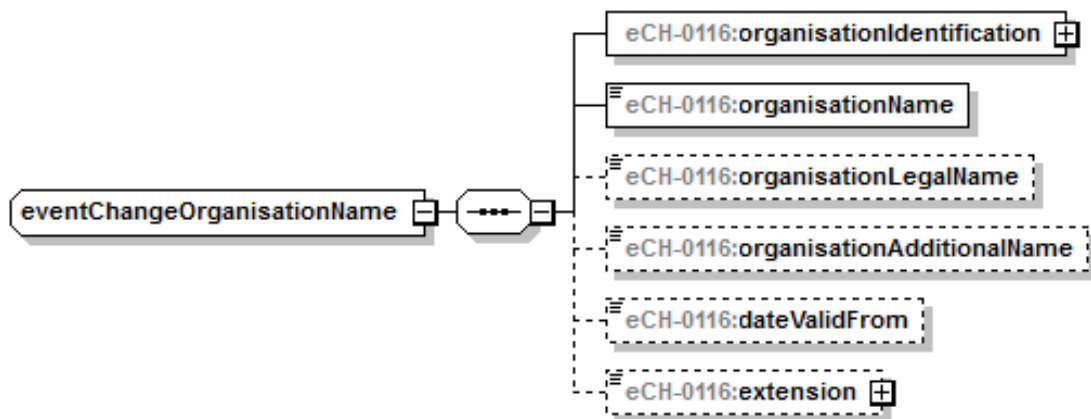 eCH-0116:organisationIdentification
eCH-0116:organisationName
eCH-0116:organisationLegalName
eventChangeOrganisationName
eCH-0116:organisationAdditionalName
eCH-0116:dateValidFrom
eCH-0116:extension